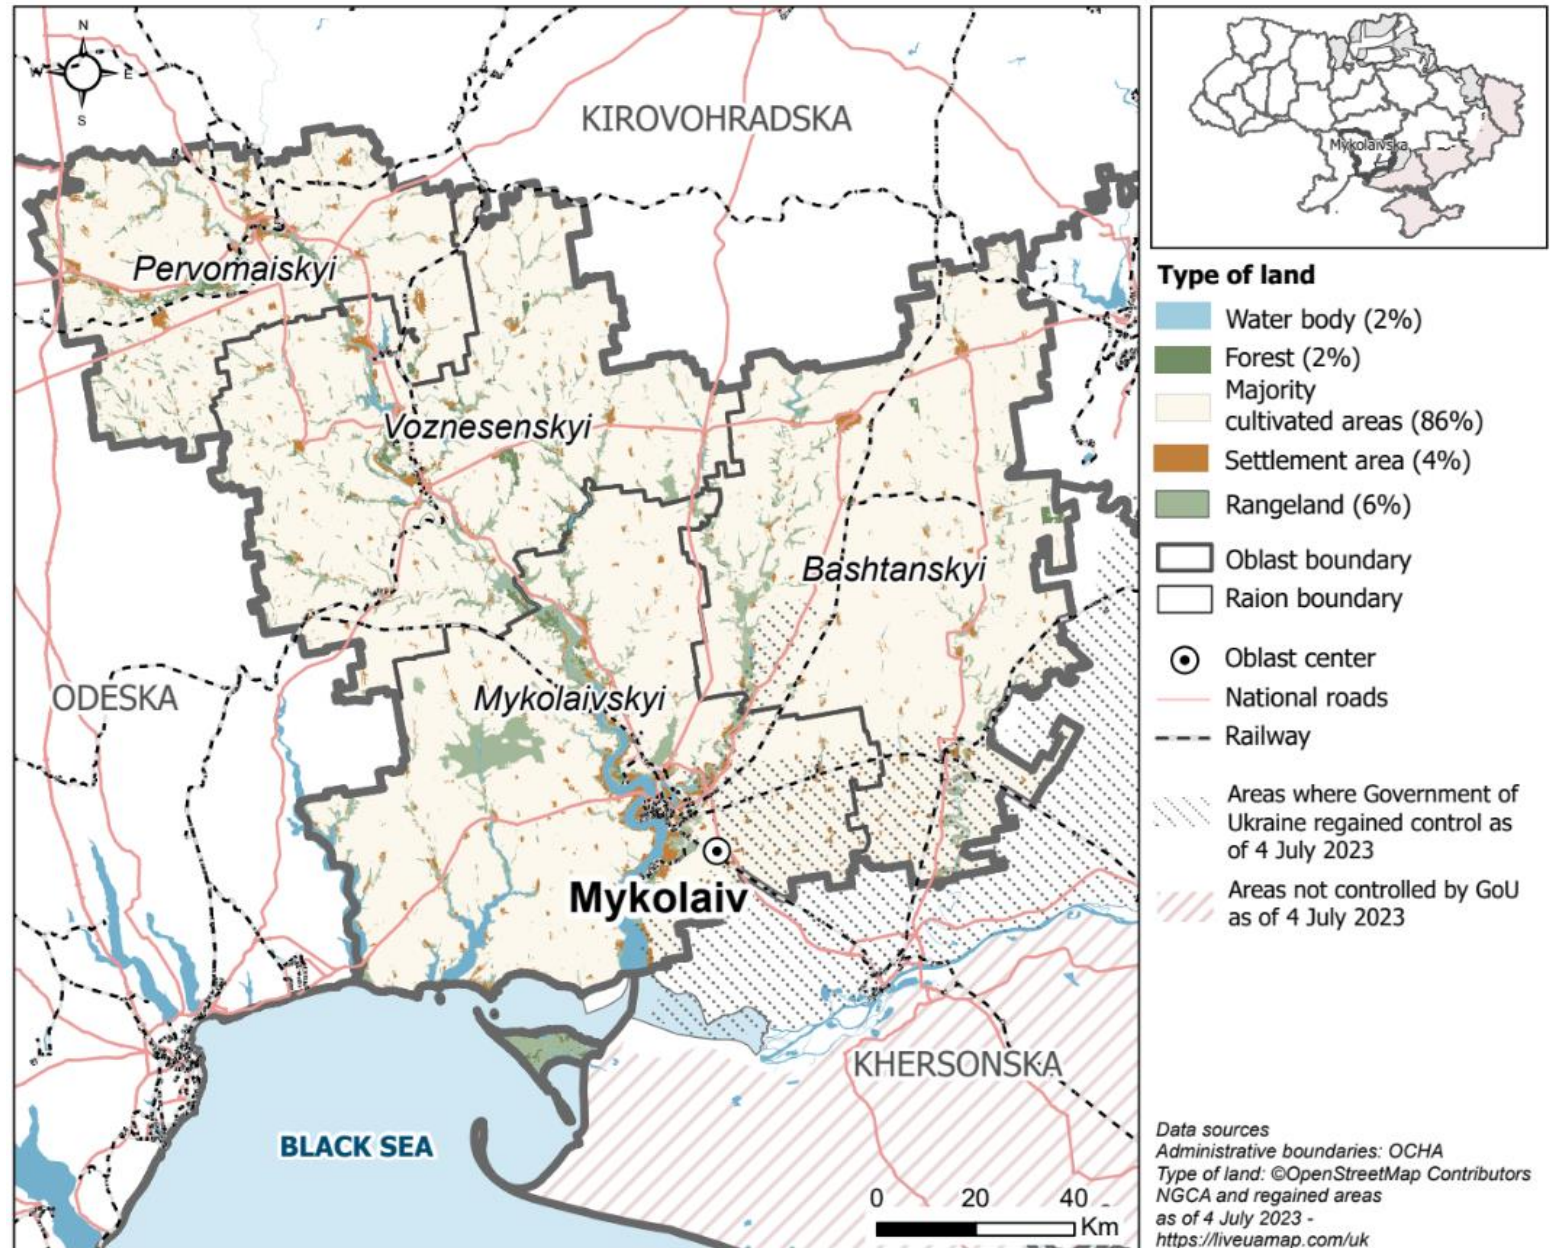 N
W
E
S
KIROVOHRADSKA
Pervomaiskyi
Voznesenskyi
Bashtanskyi
Mykolaivskyi
ODESKA
Mykolaiv
KHERSONSKA
BLACK SEA
0 20 40
Km
Mykolaivska
Type of land
Water body (2%)
Forest (2%)
Majority
cultivated areas (86%)
Settlement area (4%)
Rangeland (6%)
Oblast boundary
Raion boundary
Oblast center
National roads
Railway
Areas where Government of
Ukraine regained control as
of 4 July 2023
Areas not controlled by GoU
as of 4 July 2023
Data sources
Administrative boundaries: OCHA
Type of land: ©OpenStreetMap Contributors
NGCA and regained areas
as of 4 July 2023 -
https://liveuamap.com/uk